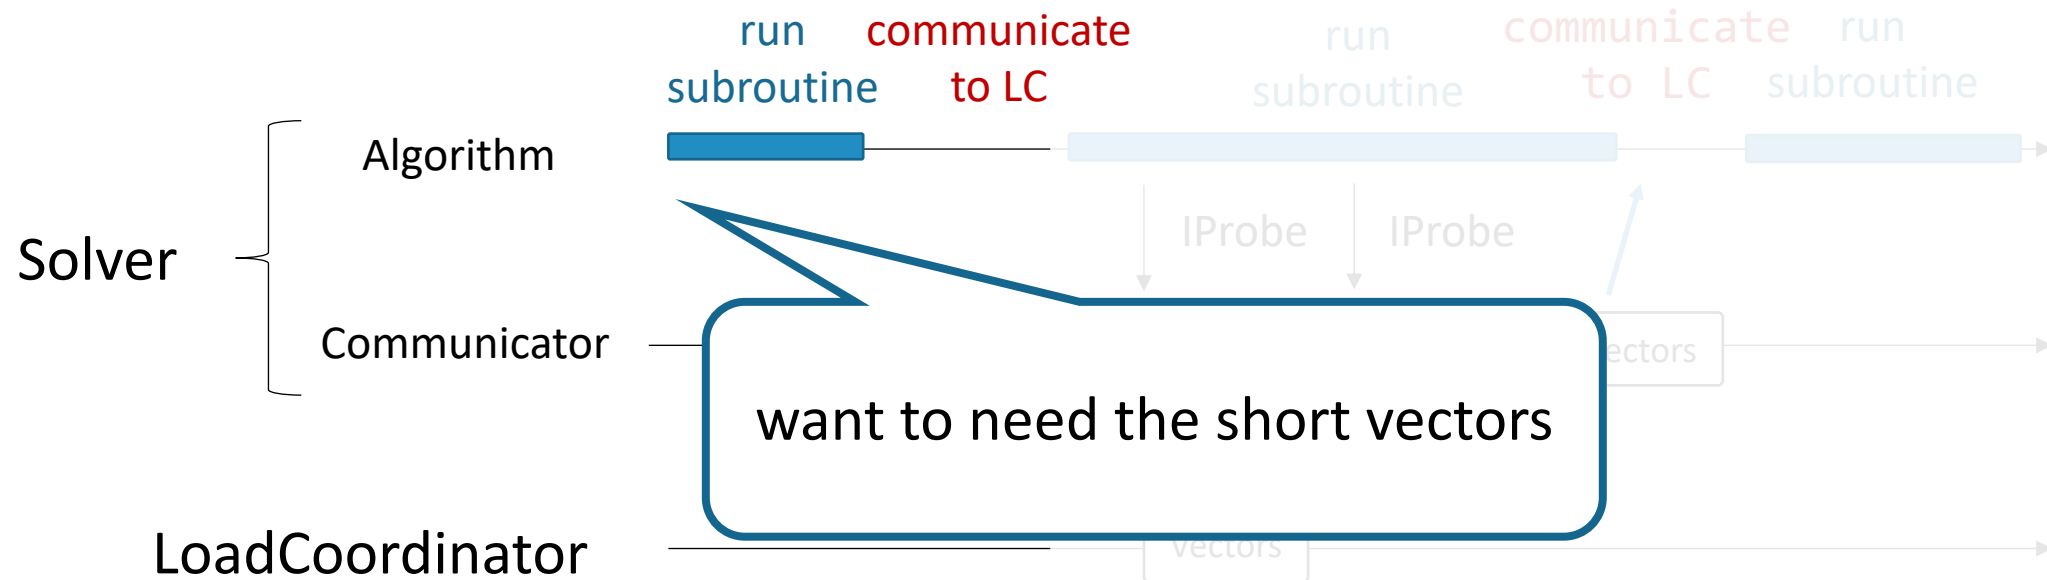 run communicate run communicate run
subroutine to LC subroutine to LC subroutine
Algorithm
IProbe IProbe
Solver
Communicator
ectors
want to need the short vectors
LoadCoordinator
vectors